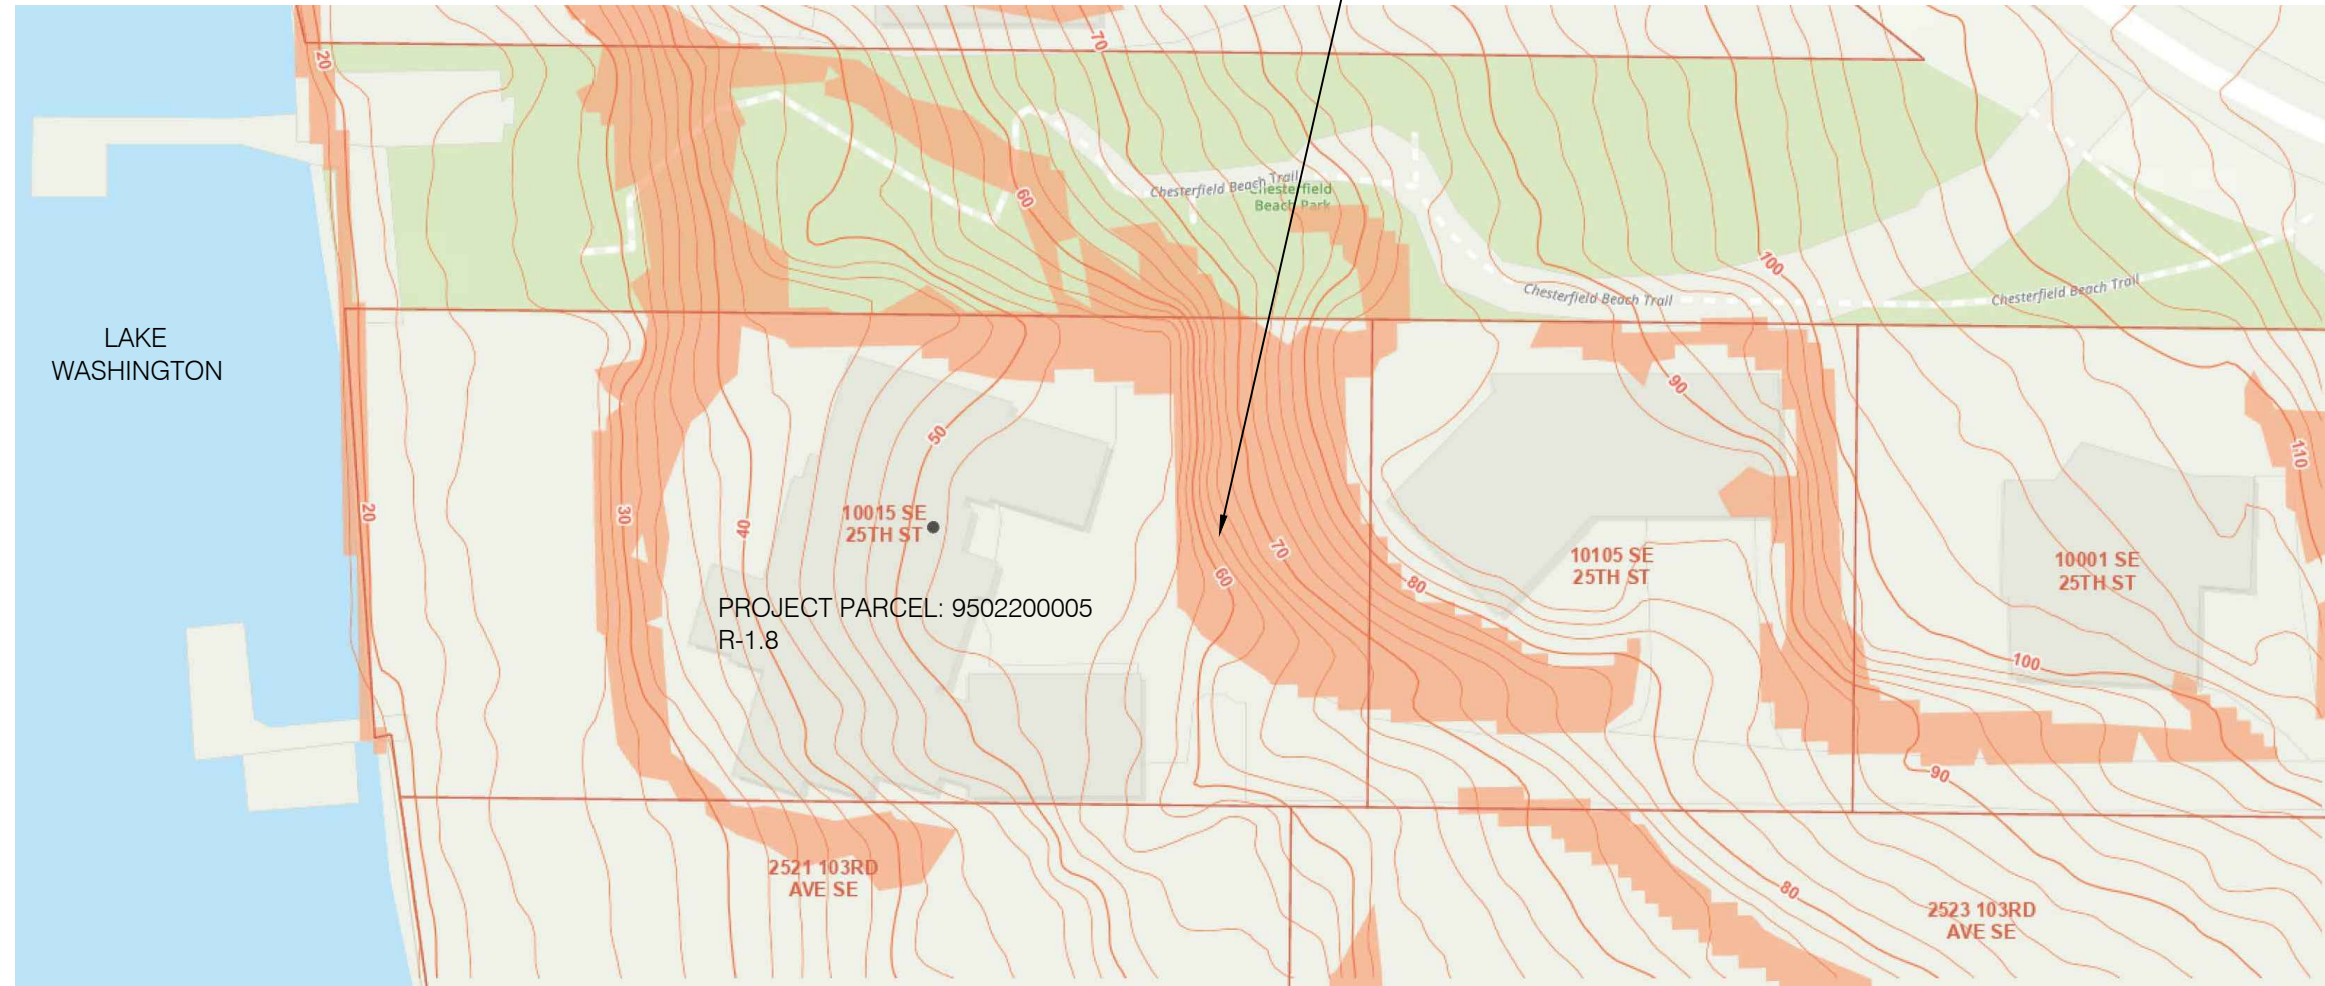 20
70
60
Chesterfield Beach Trail
Chesterfield
Beach Park
100
Chesterfield Beach Trail
Chesterfield Beach Trail
LAKE
WASHINGTON
90
50
110
20
30
40
10015 SE
25TH ST
70
60
80
10105 SE
25TH ST
10001 SE
25TH ST
PROJECT PARCEL: 9502200005
R-1.8
100
90
2521 103RD
AVE SE
80
2523 103RD
AVE SE